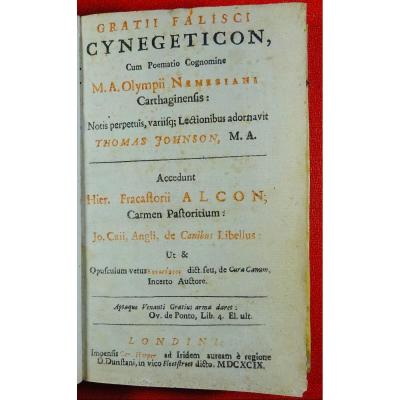 GRATII FALISCI
CYNEGETICON,
Cum Poematio Cognomine
M. A. Olympii NEMESIANI
Carthaginensis:
Notis perpetuis, variisq; Lectionibus adornavit
THOMAS JOHNSON, M. A.
Accedunt
Hier. Fracastorii ALCON;
Carmen Pastoritium:
Jo. Caii, Angli, de Canibus Libellus:
Ut &
Opusculum vetus dict. seu, de Cura Canum,
Incerto Auctore.
Aptaque Venanti Gratius arma daret:
Ov. de Ponto, Lib. 4. El. ult.
LONDINI:
Impensis Car. Harper ad Iridem auream è regione
D. Dunstani, in vico Fleetstreet dicto. MDCXCIX.